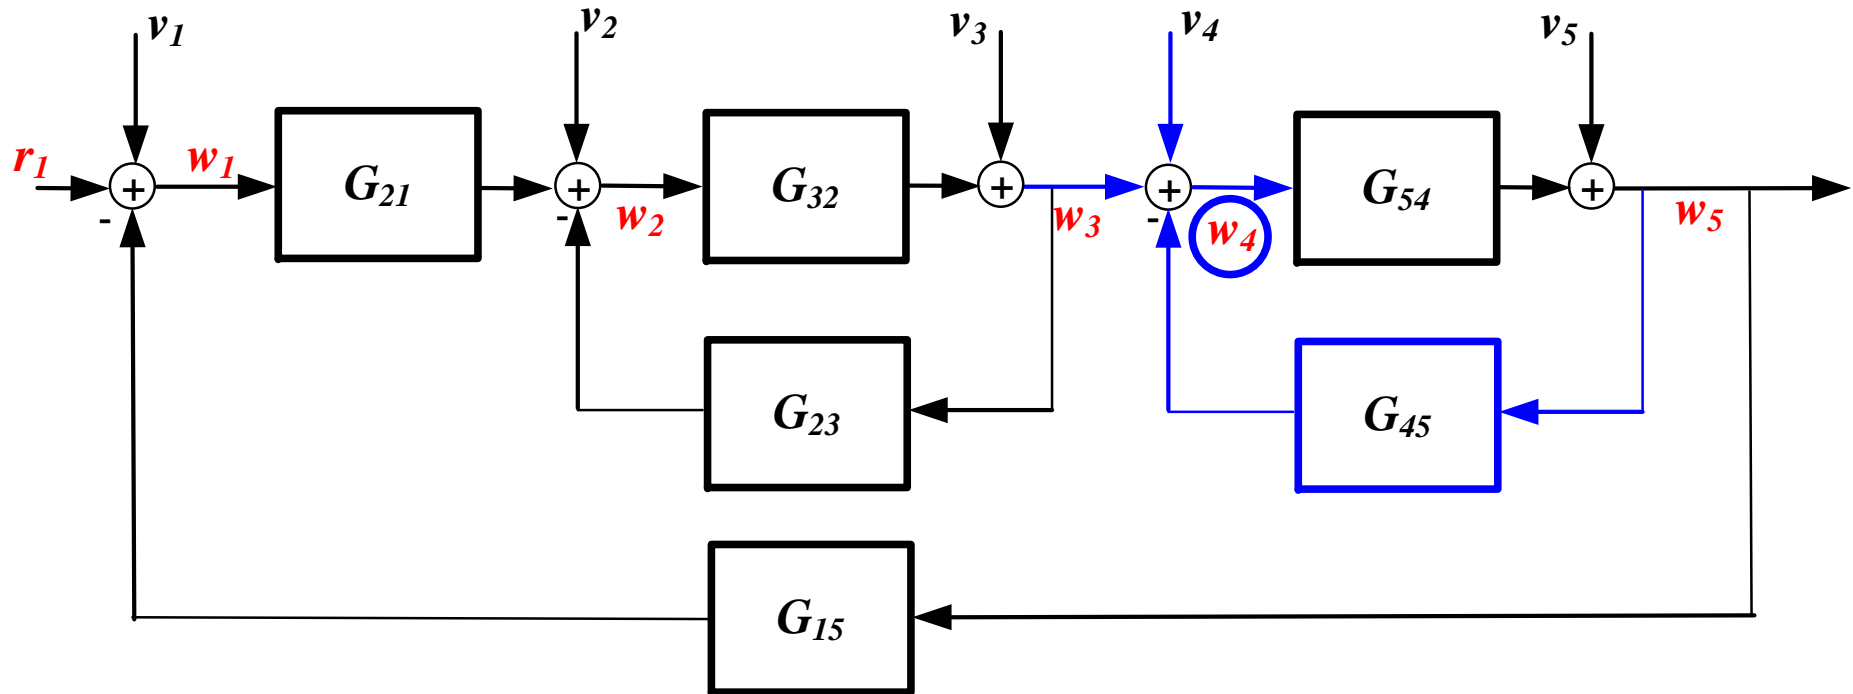 v1 v2 v3 v4 v5
r1 + w1 G21 + w2 G32 + w3 + w4 G54 + w5
- - -
G23 G45
G15